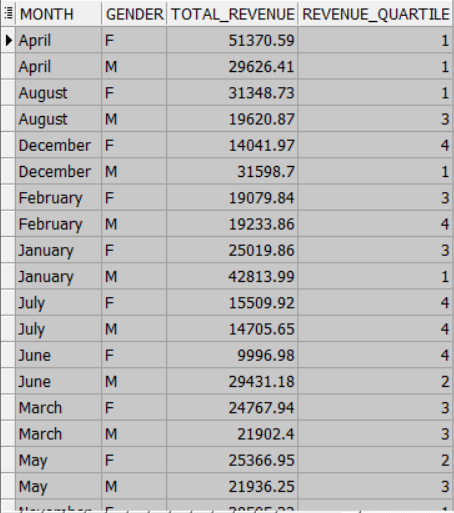 MONTH GENDER TOTAL_REVENUE REVENUE_QUARTILE
April F 51370.59 1
April M 29626.41 1
August F 31348.73 1
August M 19620.87 3
December F 14041.97 4
December M 31598.7 1
February F 19079.84 3
February M 19233.86 4
January F 25019.86 3
January M 42813.99 1
July F 15509.92 4
July M 14705.65 4
June F 9996.98 4
June M 29431.18 2
March F 24767.94 3
March M 21902.4 3
May F 25366.95 2
May M 21936.25 3